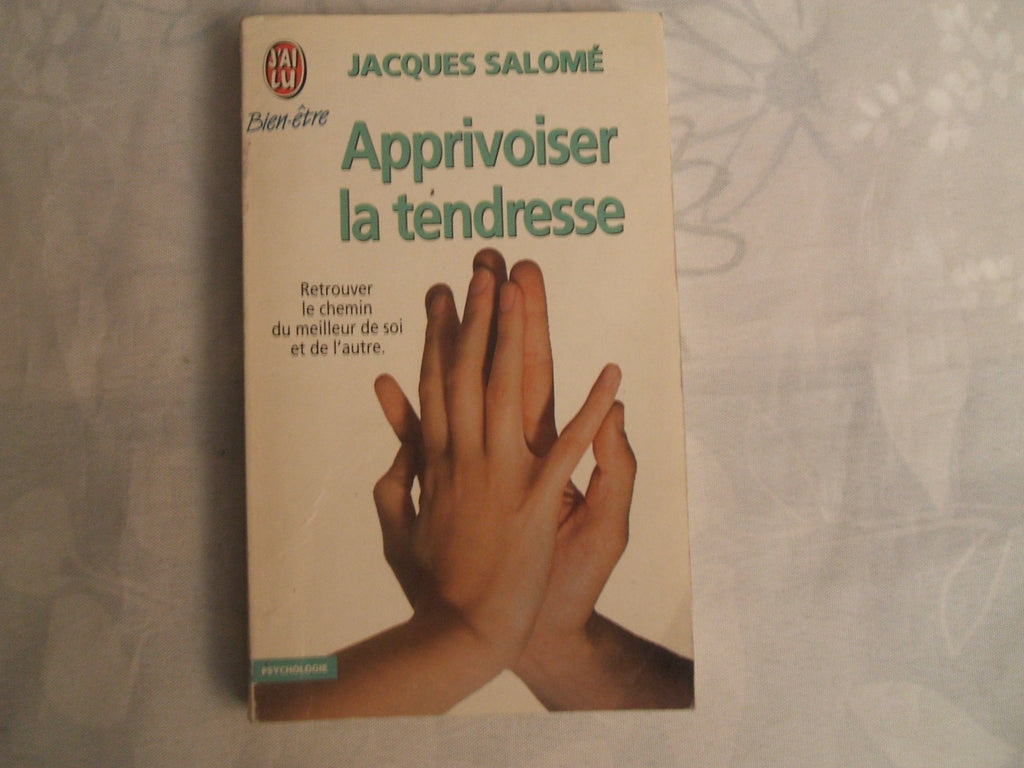 J'AI
LU
JACQUES SALOMÉ
Bien-être
Apprivoiser
la tendresse
Retrouver
le chemin
du meilleur de soi
et de l'autre.
PSYCHOLOGIE